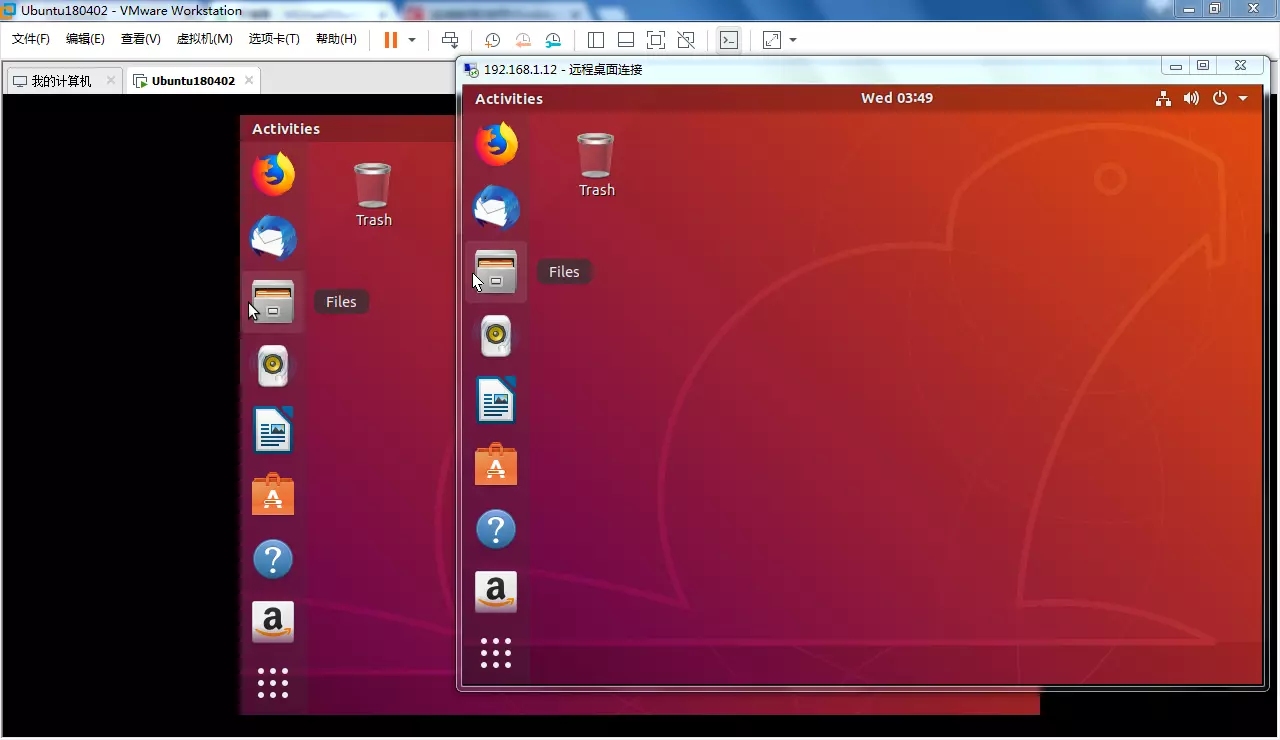 Ubuntu180402 - VMware Workstation
文件(F) 编辑(E) 查看(V) 虚拟机(M) 选项卡(T) 帮助(H)
我的计算机 Ubuntu180402
Activities
Trash
Files
192.168.1.12 - 远程桌面连接
Activities Wed 03:49
Trash
Files